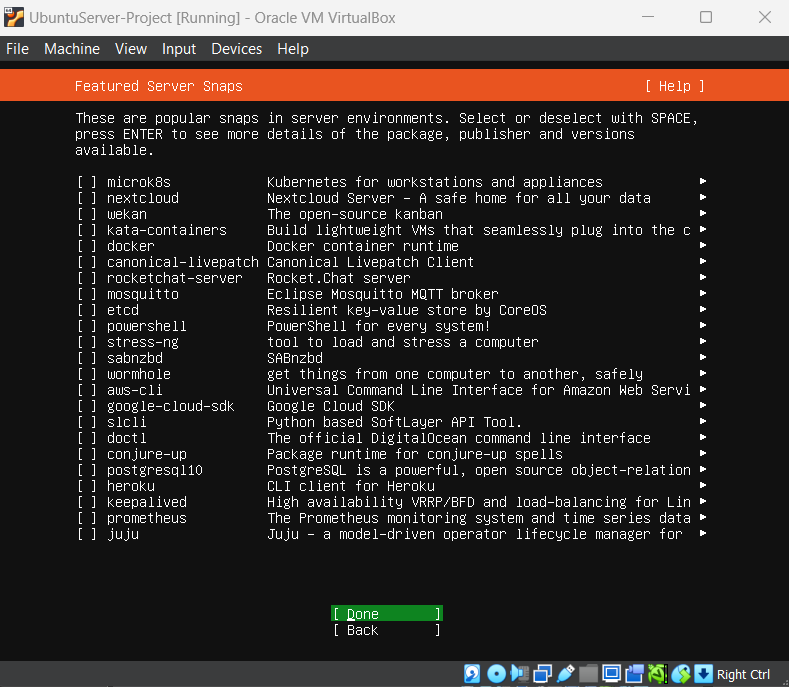 UbuntuServer-Project [Running] - Oracle VM VirtualBox
File Machine View Input Devices Help
Featured Server Snaps [ Help ]
These are popular snaps in server environments. Select or deselect with SPACE,
press ENTER to see more details of the package, publisher and versions
available.
[ ] microk8s Kubernetes for workstations and appliances ▸
[ ] nextcloud Nextcloud Server - A safe home for all your data ▸
[ ] wekan The open-source kanban ▸
[ ] kata-containers Build lightweight VMs that seamlessly plug into the c ▸
[ ] docker Docker container runtime ▸
[ ] canonical-livepatch Canonical Livepatch Client ▸
[ ] rocketchat-server Rocket.Chat server ▸
[ ] mosquitto Eclipse Mosquitto MQTT broker ▸
[ ] etcd Resilient key-value store by CoreOS ▸
[ ] powershell PowerShell for every system! ▸
[ ] stress-ng tool to load and stress a computer ▸
[ ] sabnzbd SABnzbd ▸
[ ] wormhole get things from one computer to another, safely ▸
[ ] aws-cli Universal Command Line Interface for Amazon Web Servi ▸
[ ] google-cloud-sdk Google Cloud SDK ▸
[ ] slcli Python based SoftLayer API Tool. ▸
[ ] doctl The official DigitalOcean command line interface ▸
[ ] conjure-up Package runtime for conjure-up spells ▸
[ ] postgresql10 PostgreSQL is a powerful, open source object-relation ▸
[ ] heroku CLI client for Heroku ▸
[ ] keepalived High availability VRRP/BFD and load-balancing for Lin ▸
[ ] prometheus The Prometheus monitoring system and time series data ▸
[ ] juju Juju - a model-driven operator lifecycle manager for ▸
[ Done ]
[ Back ]
Right Ctrl